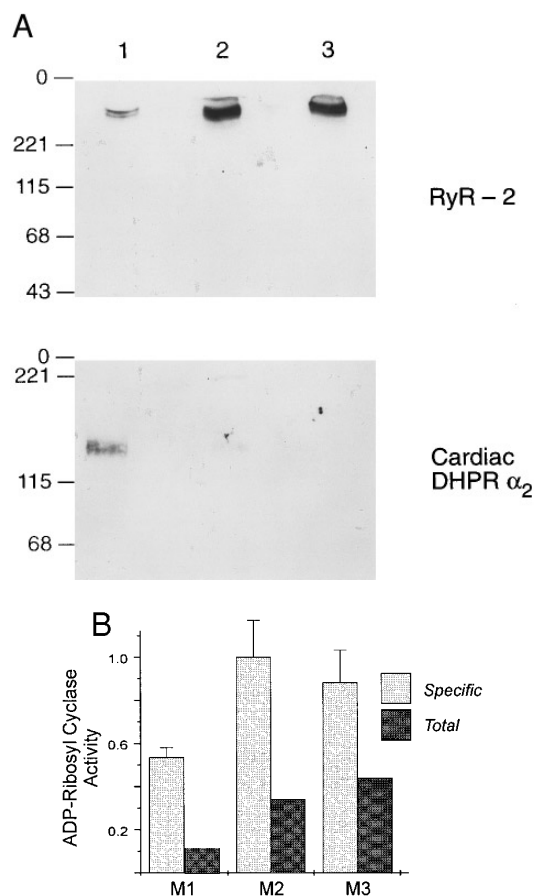 A
1 2 3
0
221
115
68
43
RyR – 2
0
221
115
68
Cardiac
DHPR α2
B
ADP-Ribosyl Cyclase
Activity
1.0
0.6
0.2
M1 M2 M3
Specific
Total